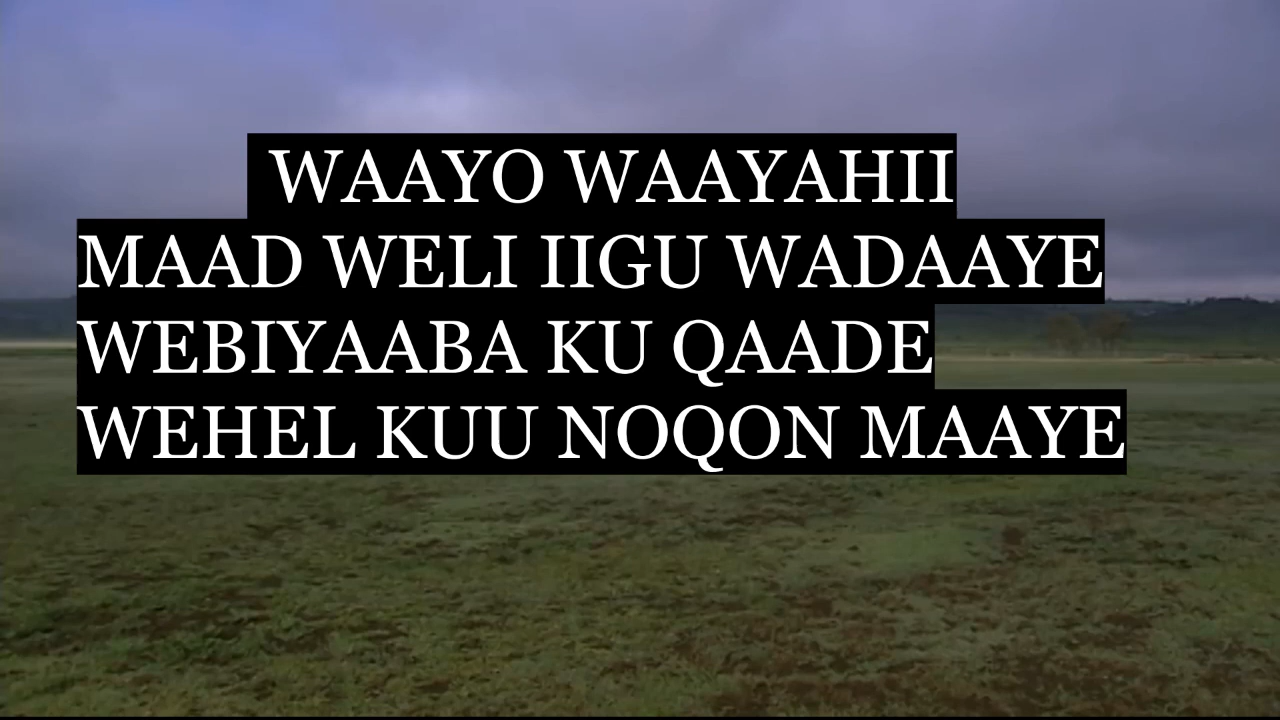 WAAYO WAAYAHII
MAAD WELI IIGU WADAAYE
WEBIYAABA KU QAADE
WEHEL KUU NOQON MAAYE